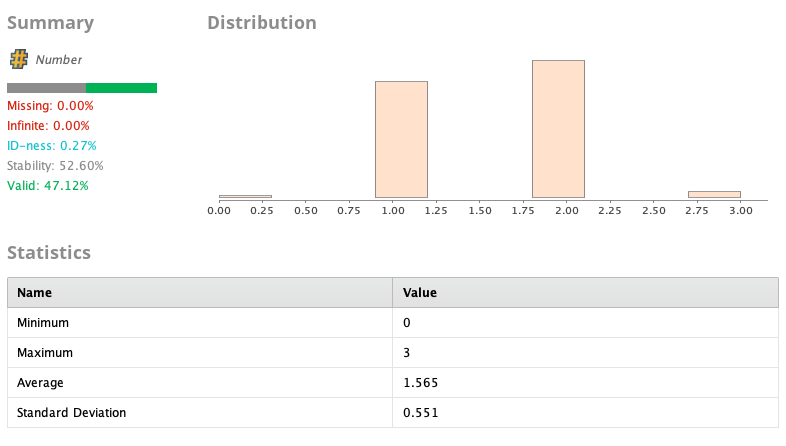 Summary
Distribution
# Number
Missing: 0.00%
Infinite: 0.00%
ID-ness: 0.27%
Stability: 52.60%
Valid: 47.12%
0.00 0.25 0.50 0.75 1.00 1.25 1.50 1.75 2.00 2.25 2.50 2.75 3.00
Statistics
Name Value
Minimum 0
Maximum 3
Average 1.565
Standard Deviation 0.551